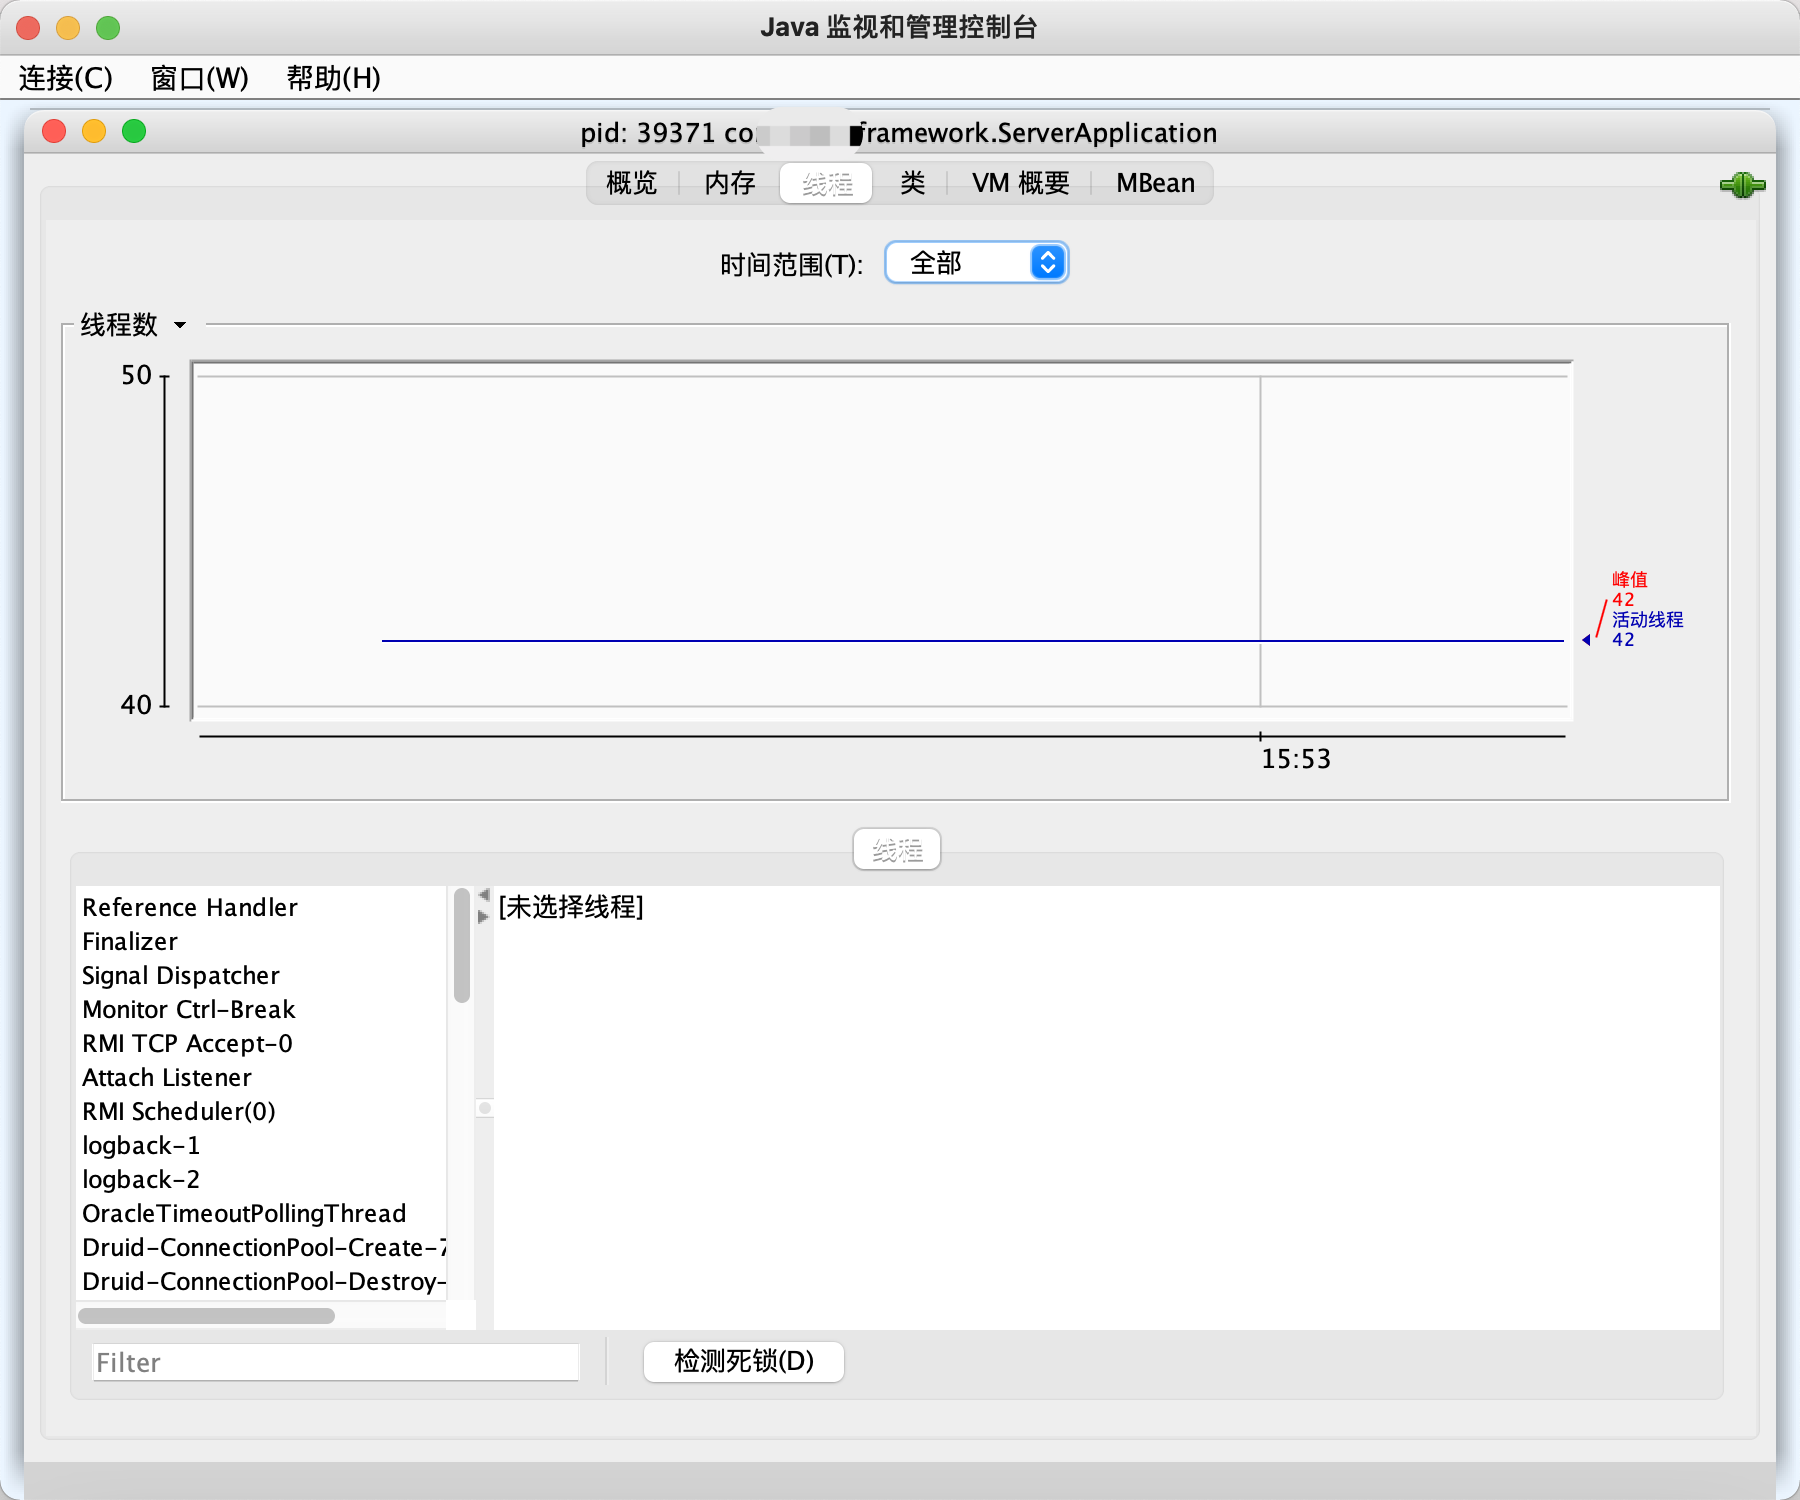 Java 监视和管理控制台
连接(C) 窗口(W) 帮助(H)
pid: 39371 framework.ServerApplication
概览 内存 线程 类 VM 概要 MBean
时间范围(T): 全部
线程数
50
峰值
42
活动线程
42
40
15:53
线程
Reference Handler
[未选择线程]
Finalizer
Signal Dispatcher
Monitor Ctrl-Break
RMI TCP Accept-0
Attach Listener
RMI Scheduler(0)
logback-1
logback-2
OracleTimeoutPollingThread
Druid-ConnectionPool-Create-7
Druid-ConnectionPool-Destroy-
Filter 检测死锁(D)